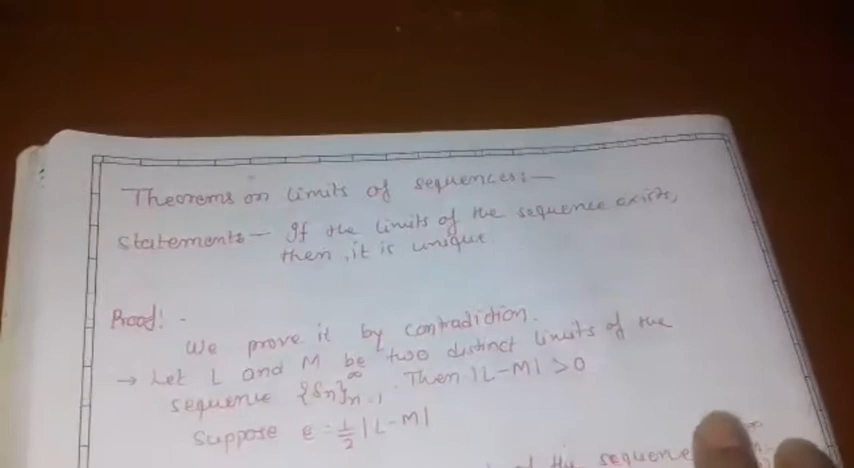 Theorems on limits of sequences:-
Statements- If the limits of the sequence exists,
then, it is unique
Proof: -
We prove it by contradiction.
→ Let L and M be two distinct limits of the
sequence {Sn}∞n=1. Then |L-M| >0
Suppose ε = 1/2 |L-M|
of the sequence